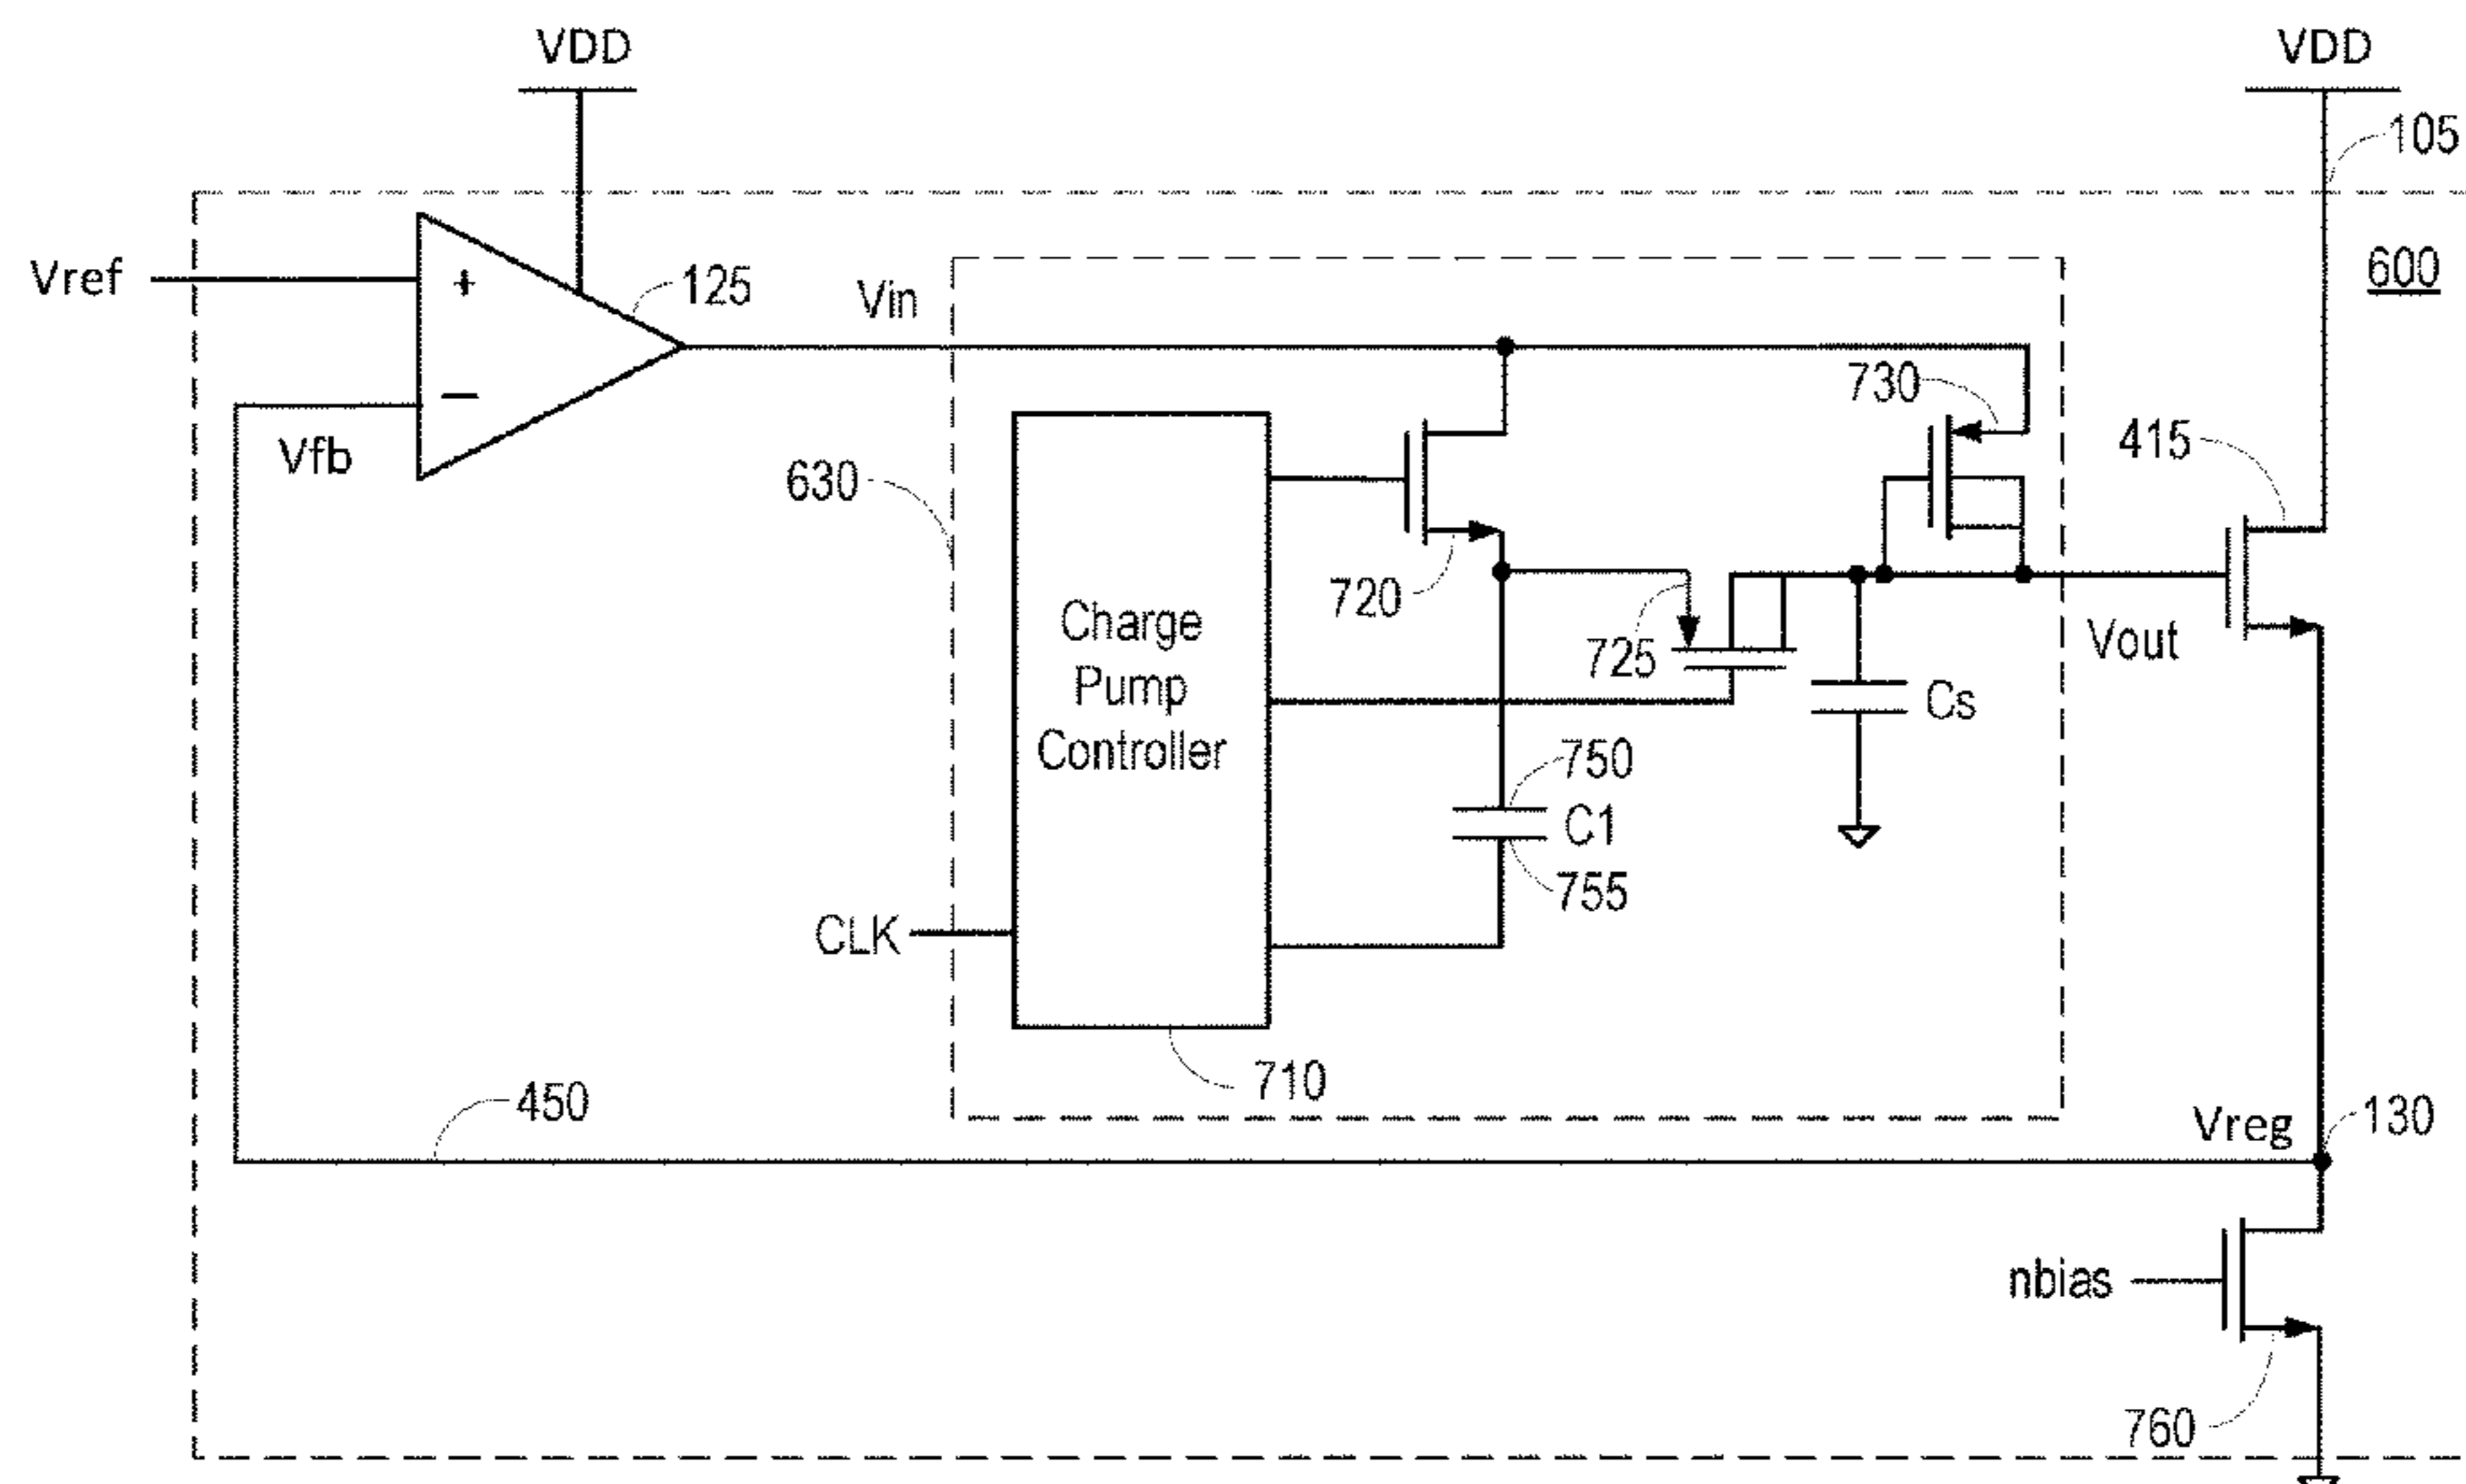 VDD
VDD
105
Vref
+
125
Vin
600
−
Vfb
730
415
630
720
725
Vout
Charge
Pump
Controller
Cs
750
C1
755
CLK
710
450
Vreg
130
nbias
760